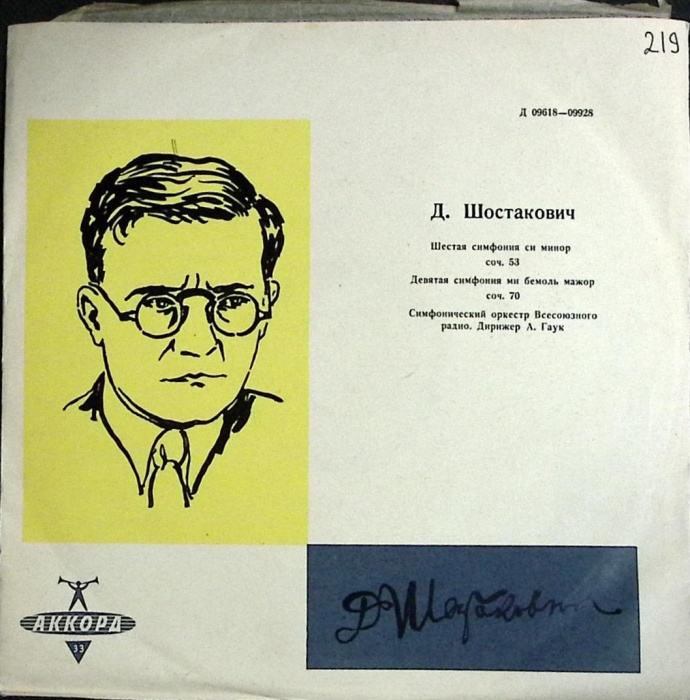 219
Д 09618—09928
Д. Шостакович
Шестая симфония си минор
соч. 53
Девятая симфония ми бемоль мажор
соч. 70
Симфонический оркестр Всесоюзного
радио. Дирижер А. Гаук
ДШостакович
АККОРД
33